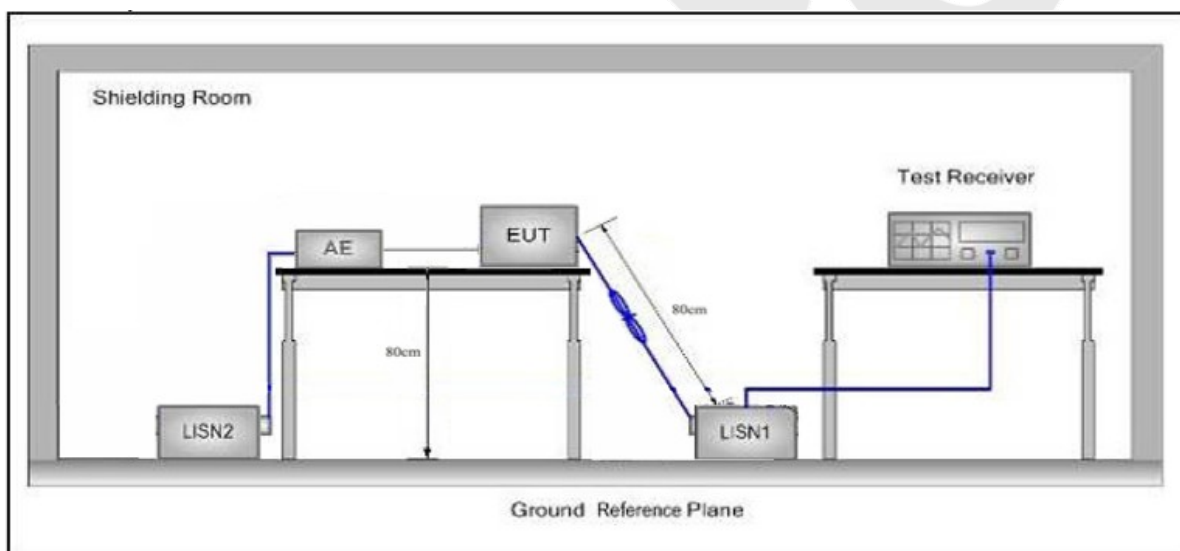 Shielding Room
Test Receiver
AE
EUT
80cm
80cm
LISN2
LISN1
Ground Reference Plane